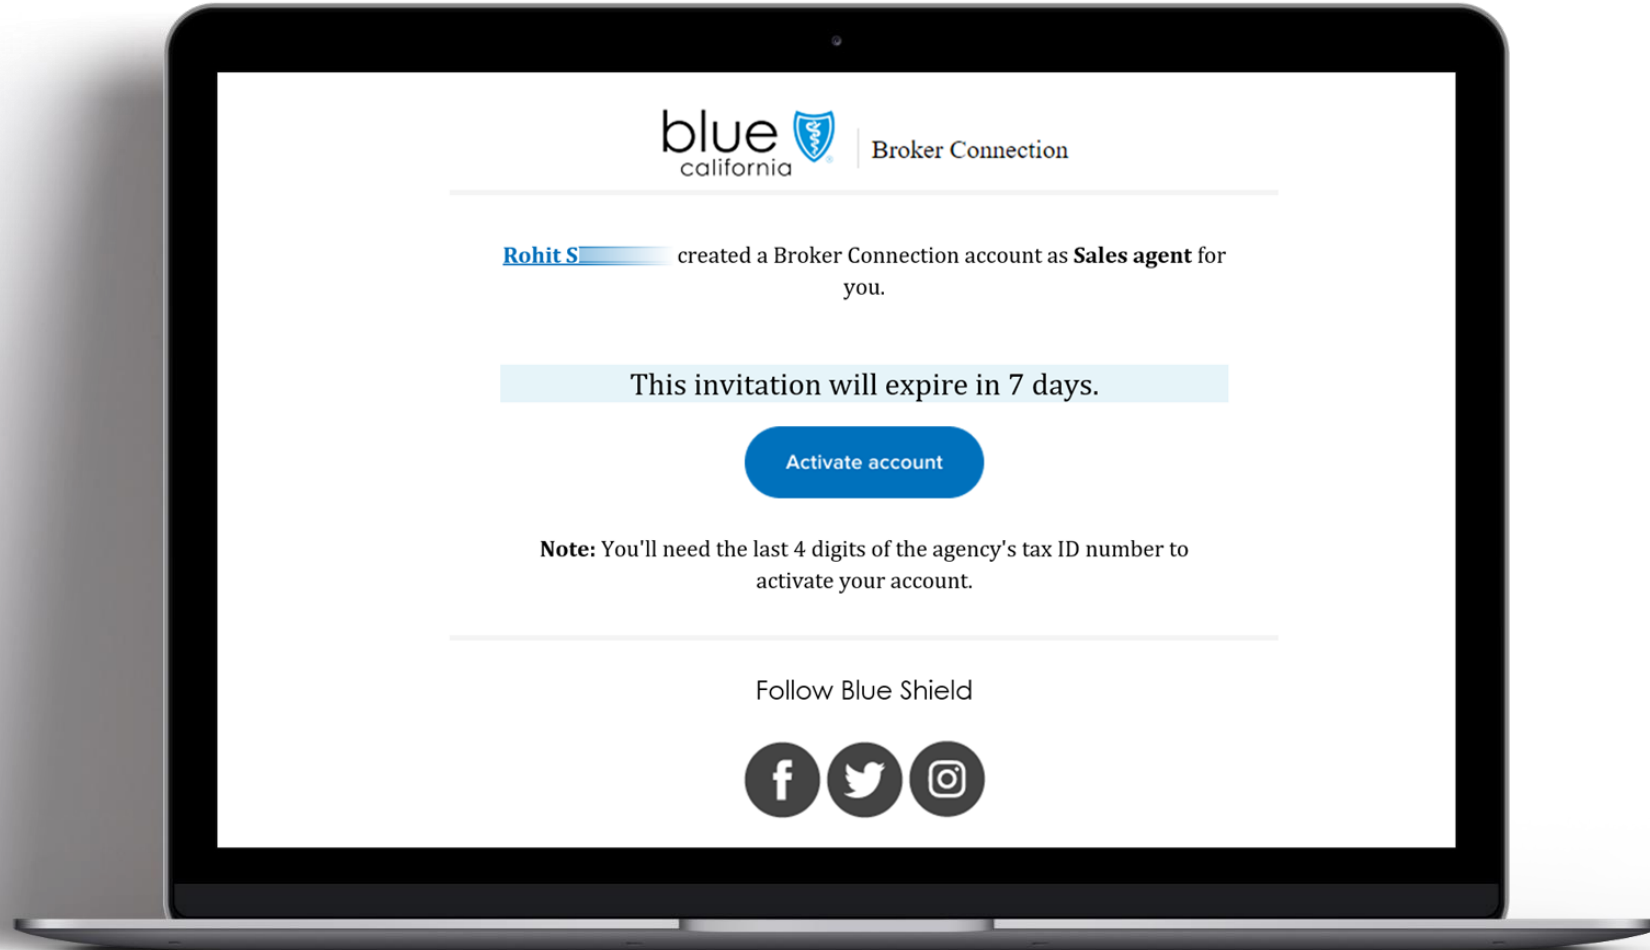 blue
california
Broker Connection
Rohit S created a Broker Connection account as Sales agent for
you.
This invitation will expire in 7 days.
Activate account
Note: You'll need the last 4 digits of the agency's tax ID number to
activate your account.
Follow Blue Shield